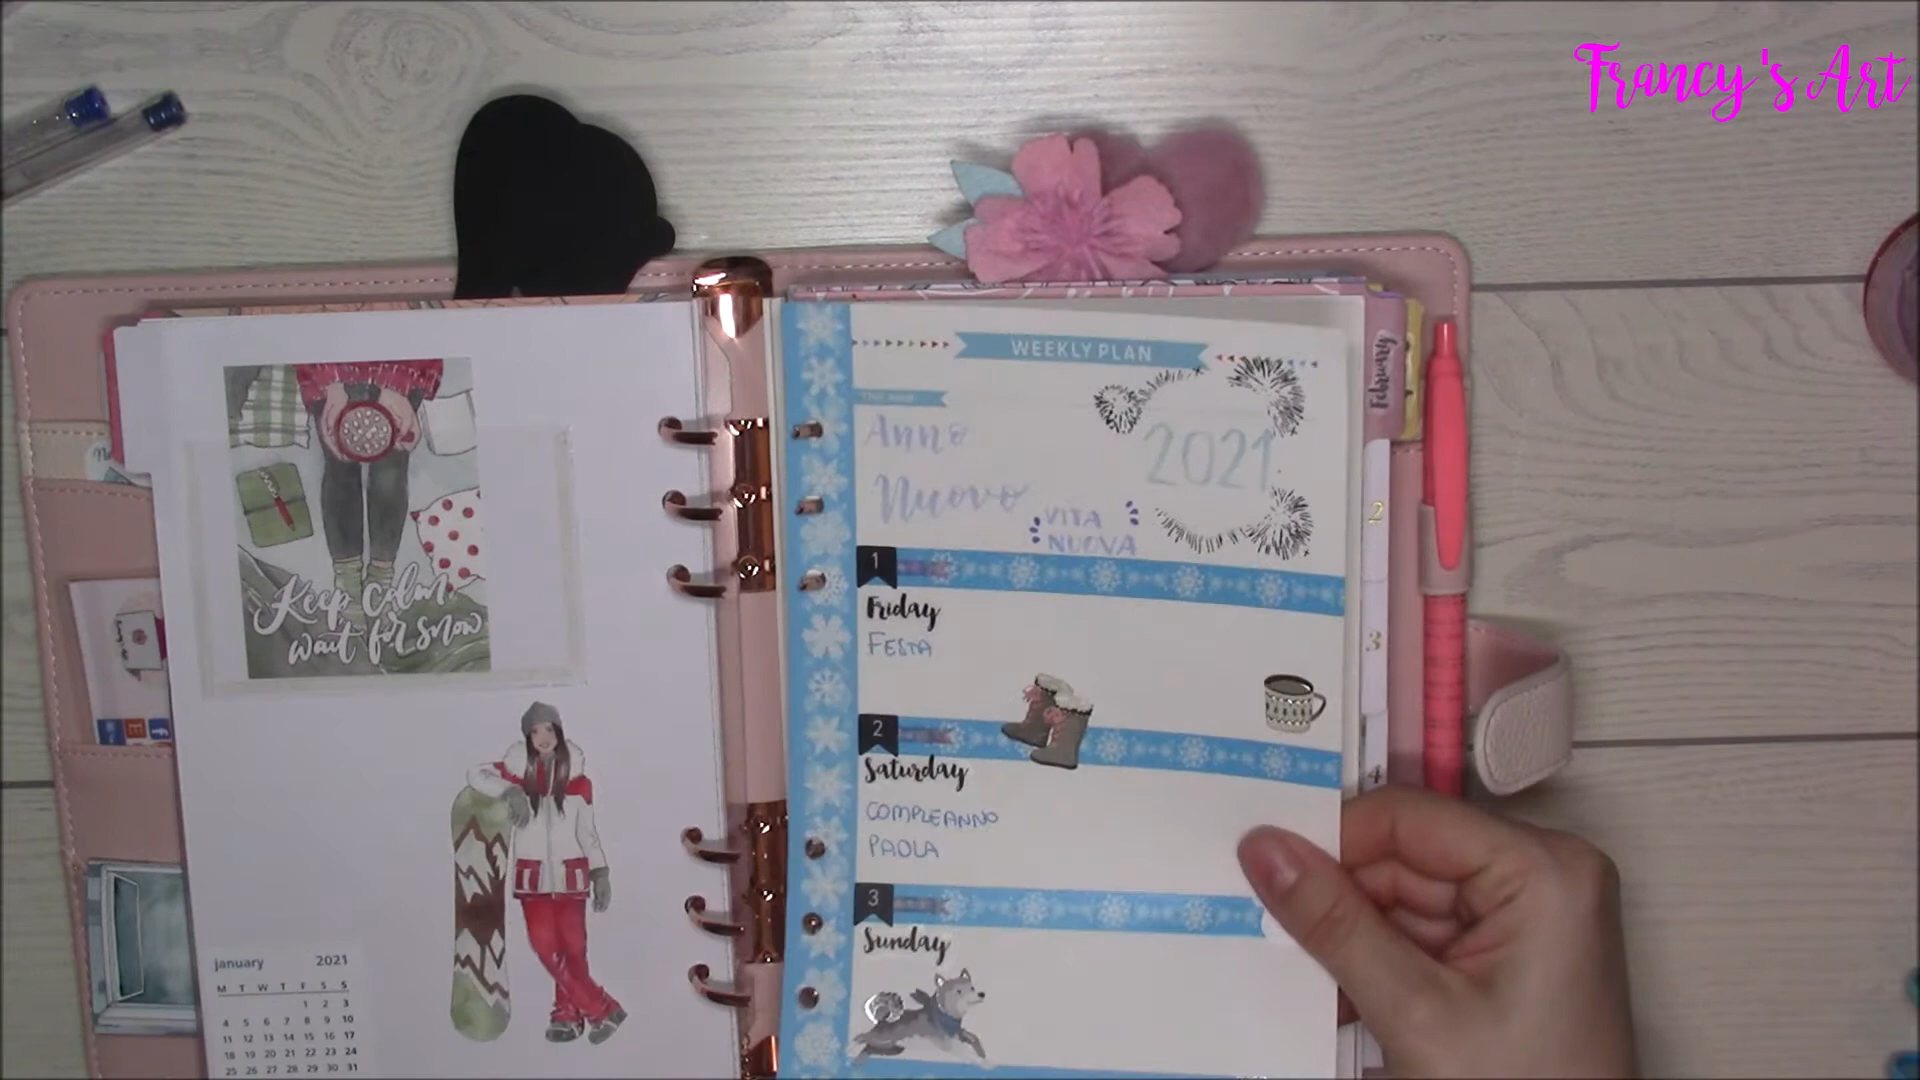 Francy's Art
WEEKLY PLAN
Anno
Nuovo
2021
VITA
NUOVA
1
Friday
FESTA
2
Saturday
COMPLEANNO
PAOLA
3
Sunday
Keep calm
wait for snow
january 2021
M T W T F S S
1 2 3
4 5 6 7 8 9 10
11 12 13 14 15 16 17
18 19 20 21 22 23 24
25 26 27 28 29 30 31
February
2
3
4